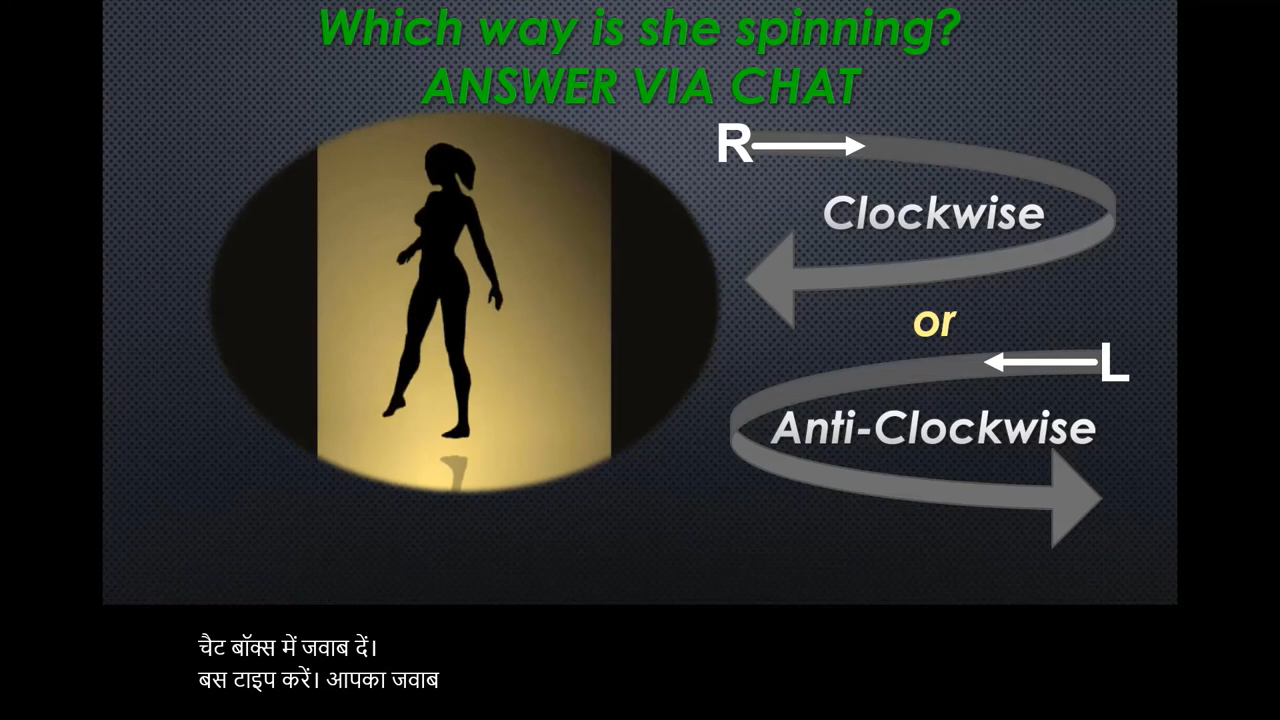 Which way is she spinning?
ANSWER VIA CHAT
R
Clockwise
or
L
Anti-Clockwise
चैट बॉक्स में जवाब दें।
बस टाइप करें। आपका जवाब